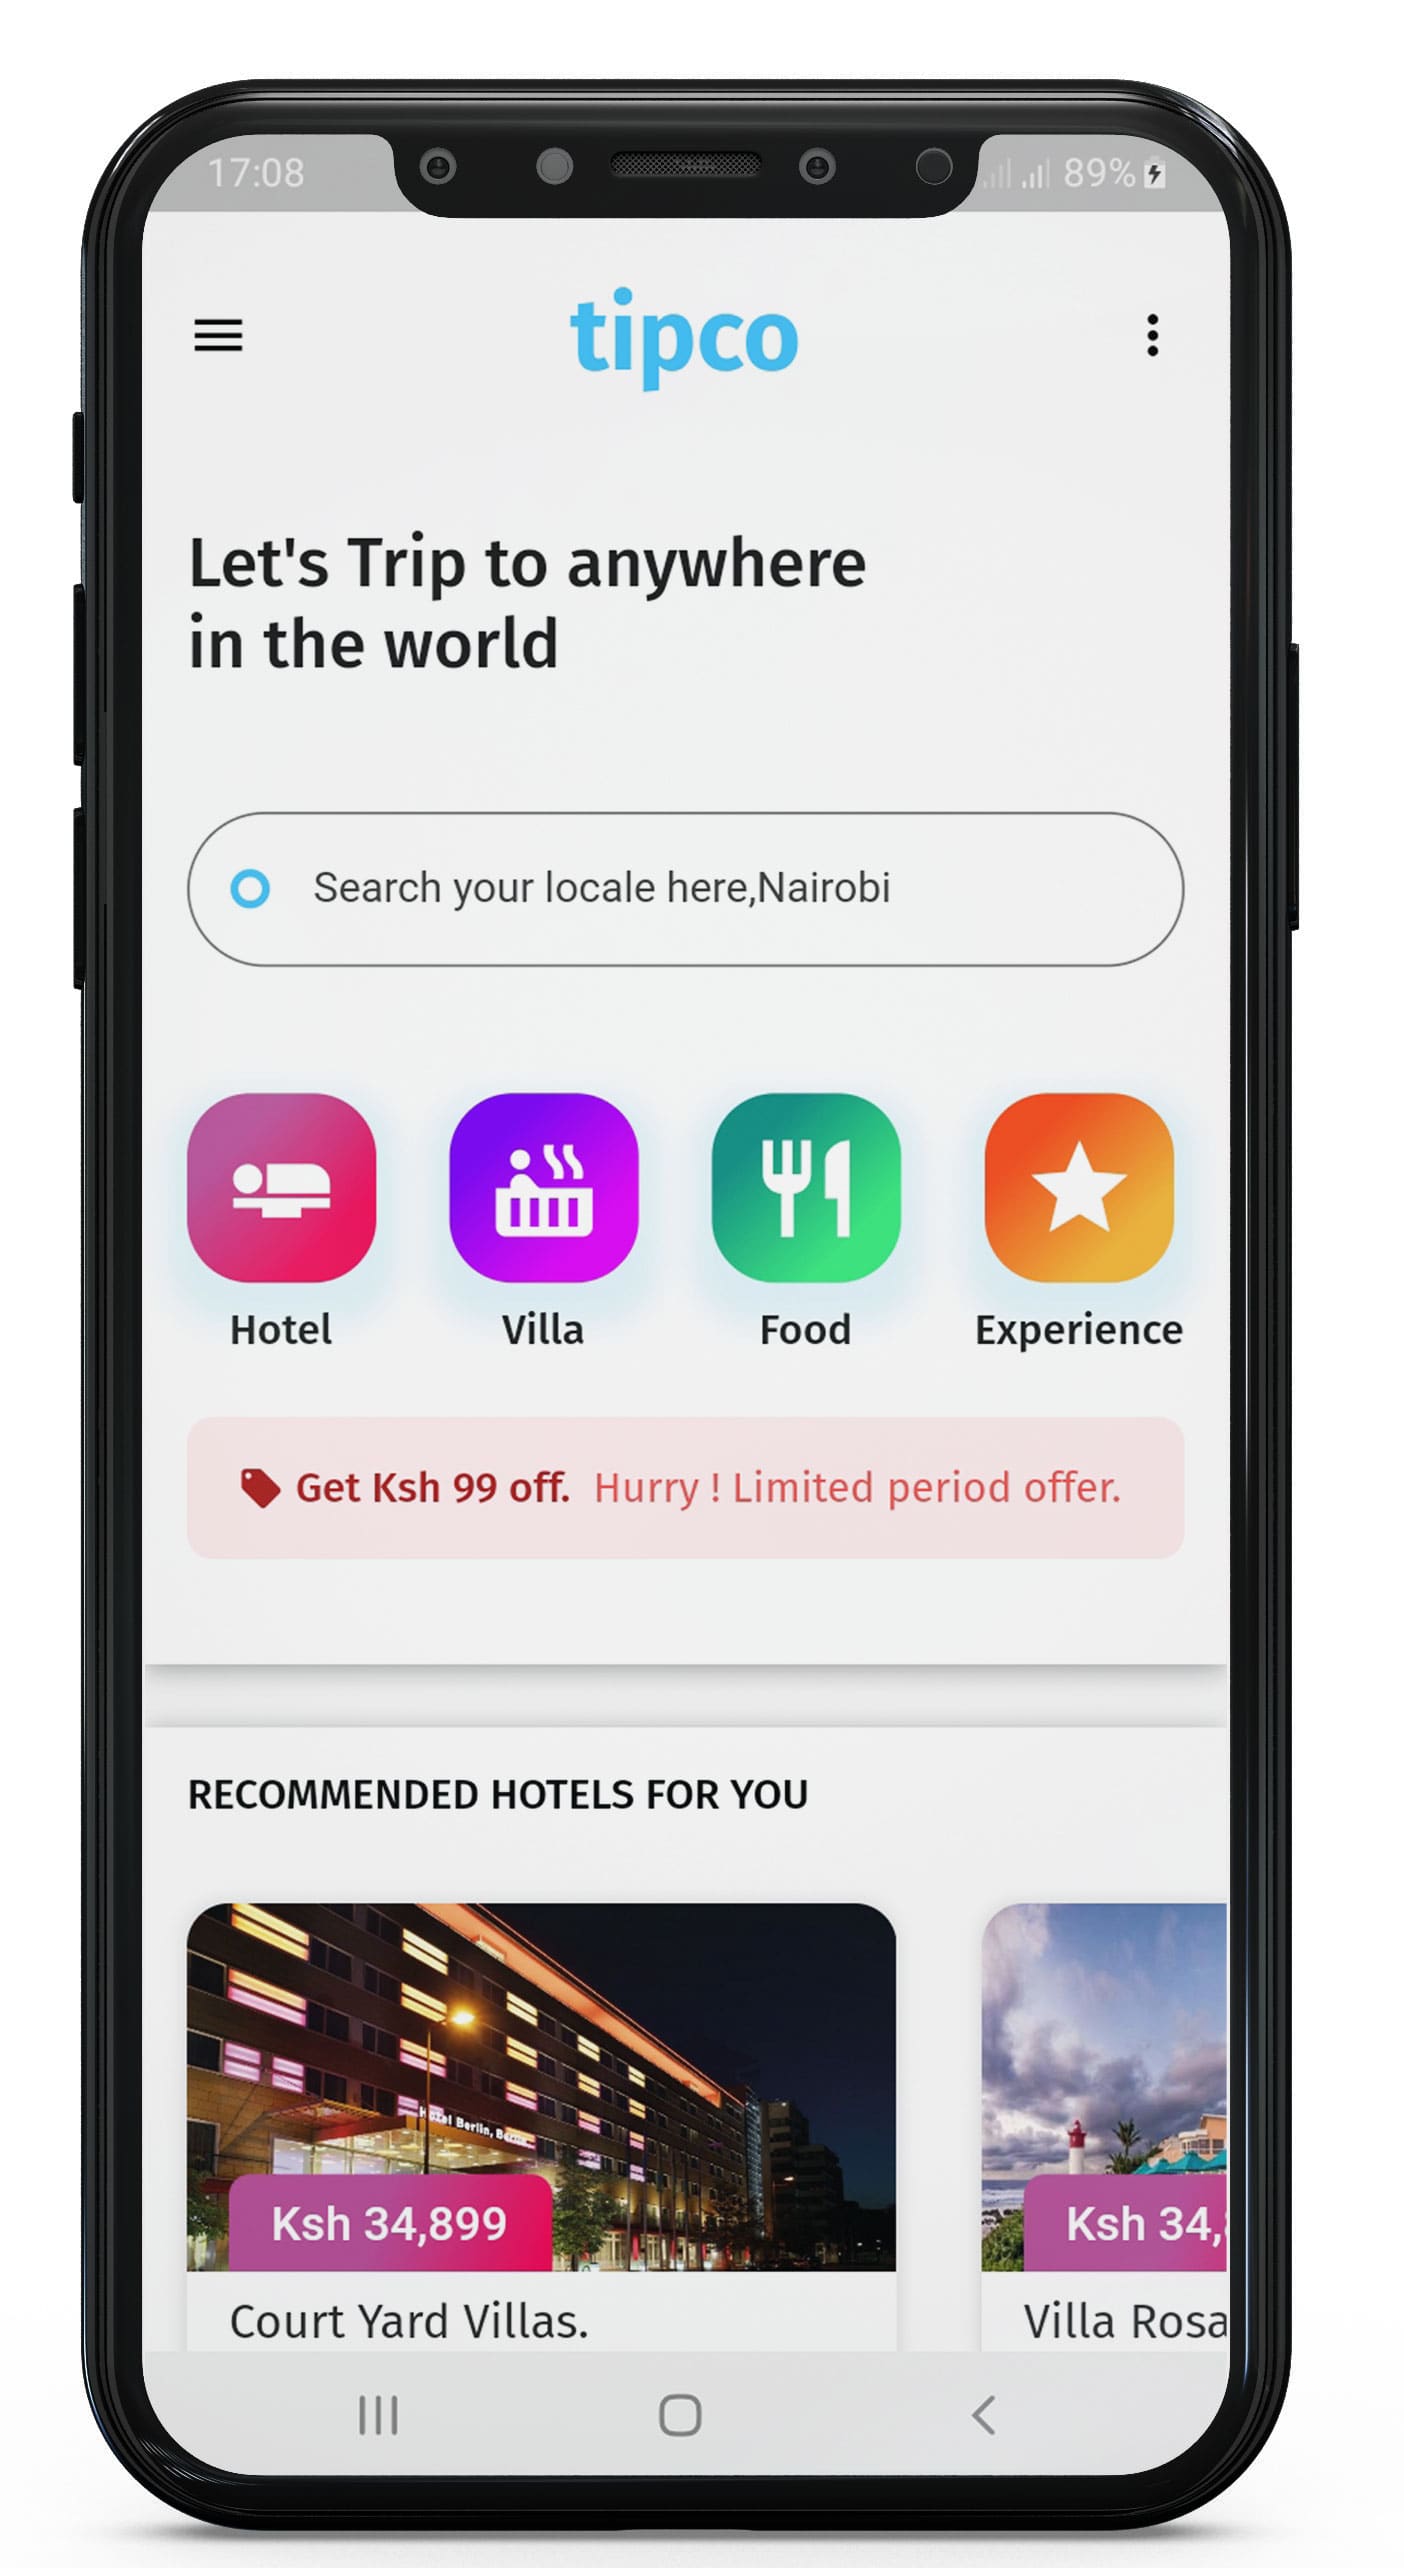 17:08
89%
tipco
Let's Trip to anywhere
in the world
Search your locale here,Nairobi
Hotel
Villa
Food
Experience
Get Ksh 99 off. Hurry ! Limited period offer.
RECOMMENDED HOTELS FOR YOU
Hotel Berlin, Berlin
Ksh 34,899
Ksh 34,8
Court Yard Villas.
Villa Rosa